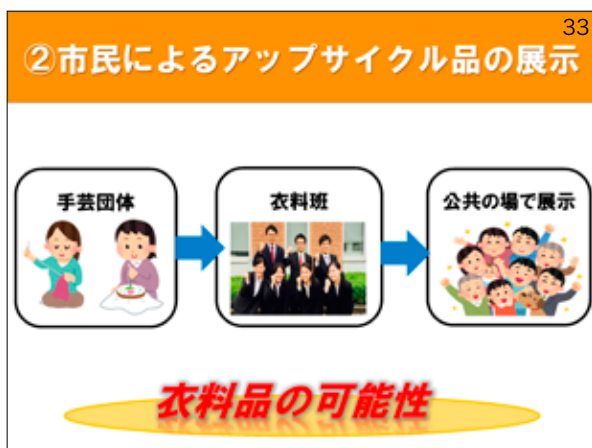 33
②市民によるアップサイクル品の展示
手芸団体
衣料班
公共の場で展示
衣料品の可能性